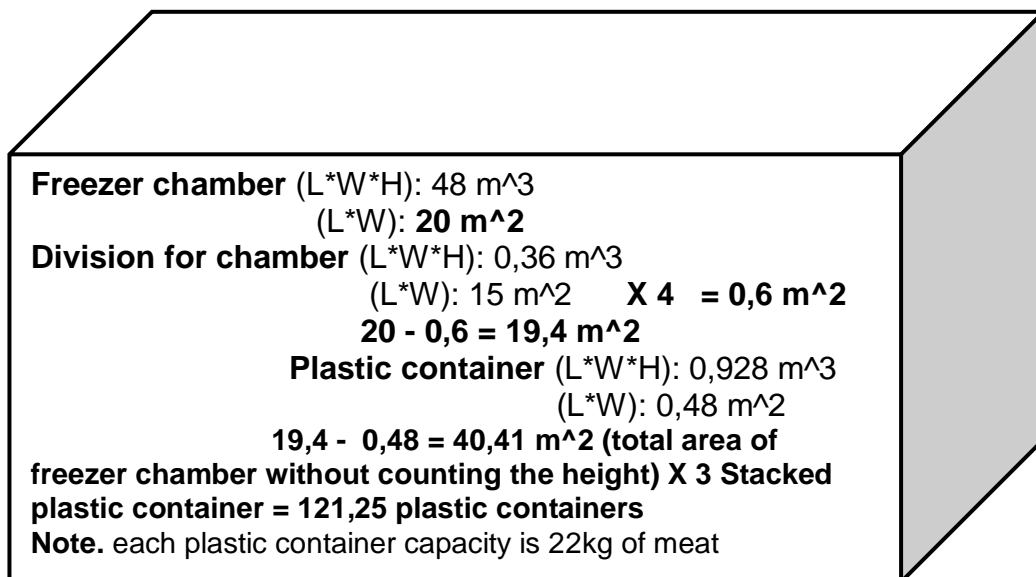 Freezer chamber (L*W*H): 48 m^3
(L*W): 20 m^2
Division for chamber (L*W*H): 0,36 m^3
(L*W): 15 m^2 X 4 = 0,6 m^2
20 - 0,6 = 19,4 m^2
Plastic container (L*W*H): 0,928 m^3
(L*W): 0,48 m^2
19,4 - 0,48 = 40,41 m^2 (total area of
freezer chamber without counting the height) X 3 Stacked
plastic container = 121,25 plastic containers
Note. each plastic container capacity is 22kg of meat